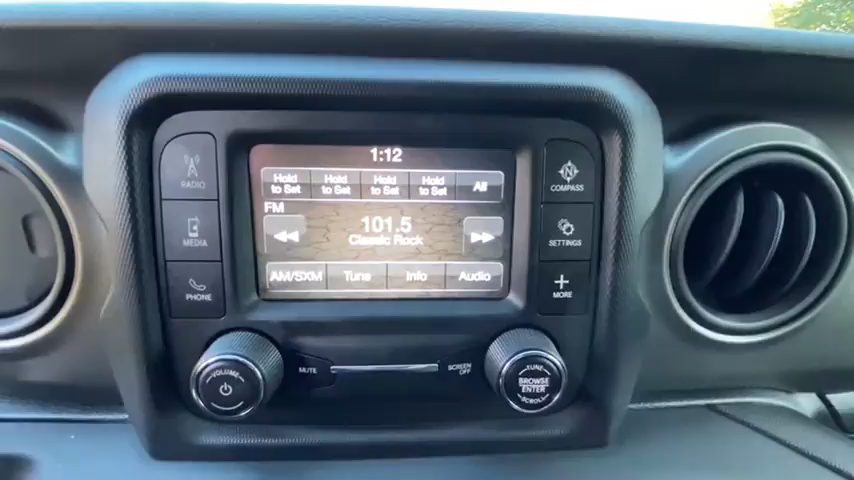 1:12
Hold to Set
Hold to Set
Hold to Set
Hold to Set
All
FM
101.5
Classic Rock
AM/SXM
Tune
Info
Audio
RADIO
MEDIA
PHONE
N
COMPASS
SETTINGS
MORE
VOLUME
MUTE
SCREEN OFF
TUNE
BROWSE
ENTER
SCROLL